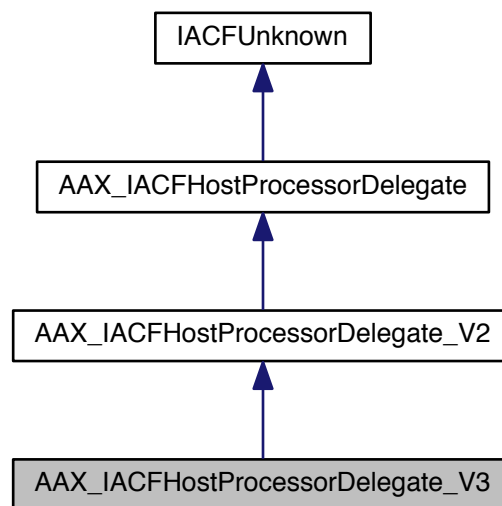 IACFUnknown
AAX_IACFHostProcessorDelegate
AAX_IACFHostProcessorDelegate_V2
AAX_IACFHostProcessorDelegate_V3